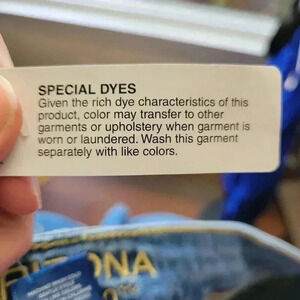 SPECIAL DYES
Given the rich dye characteristics of this
product, color may transfer to other
garments or upholstery when garment is
worn or laundered. Wash this garment
separately with like colors.